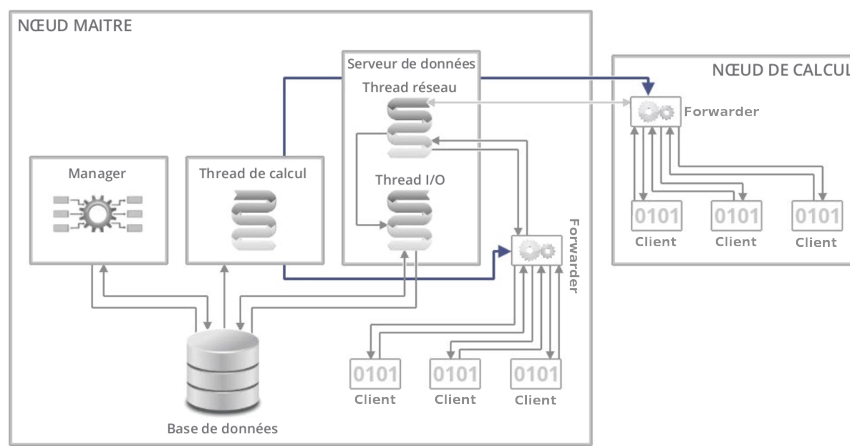 NŒUD MAITRE
Serveur de données
Thread réseau
NŒUD DE CALCUL
Forwarder
Manager
Thread de calcul
Thread I/O
0101
0101
0101
Client
Client
Client
Forwarder
0101
0101
0101
Client
Client
Client
Base de données